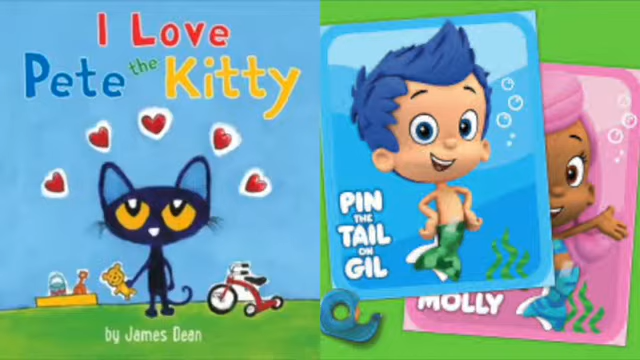 I Love
Pete the Kitty
by James Dean
PIN
THE
TAIL
ON
GIL
MOLLY